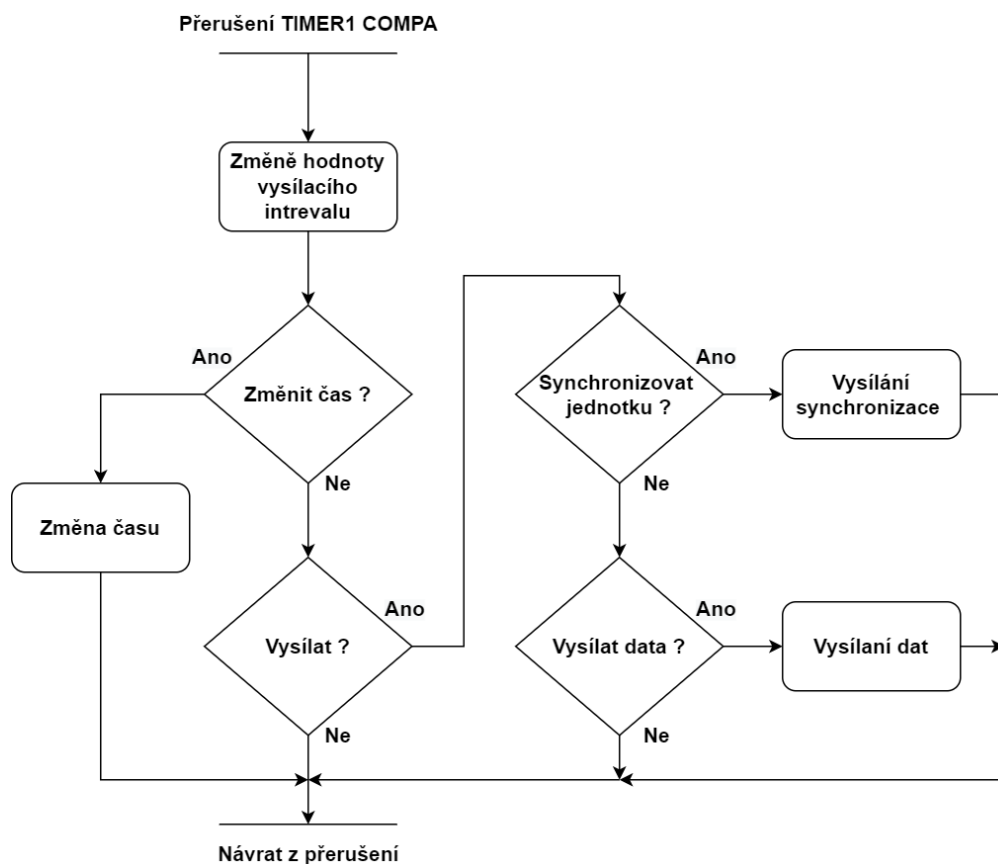 Přerušení TIMER1 COMPA
Změně hodnoty
vysílacího
intrevalu
Ano
Změnit čas ?
Ne
Změna času
Ano
Vysílat ?
Ne
Synchronizovat
jednotku ?
Ano
Ne
Vysílání
synchronizace
Vysílat data ?
Ano
Ne
Vysílaní dat
Návrat z přerušení